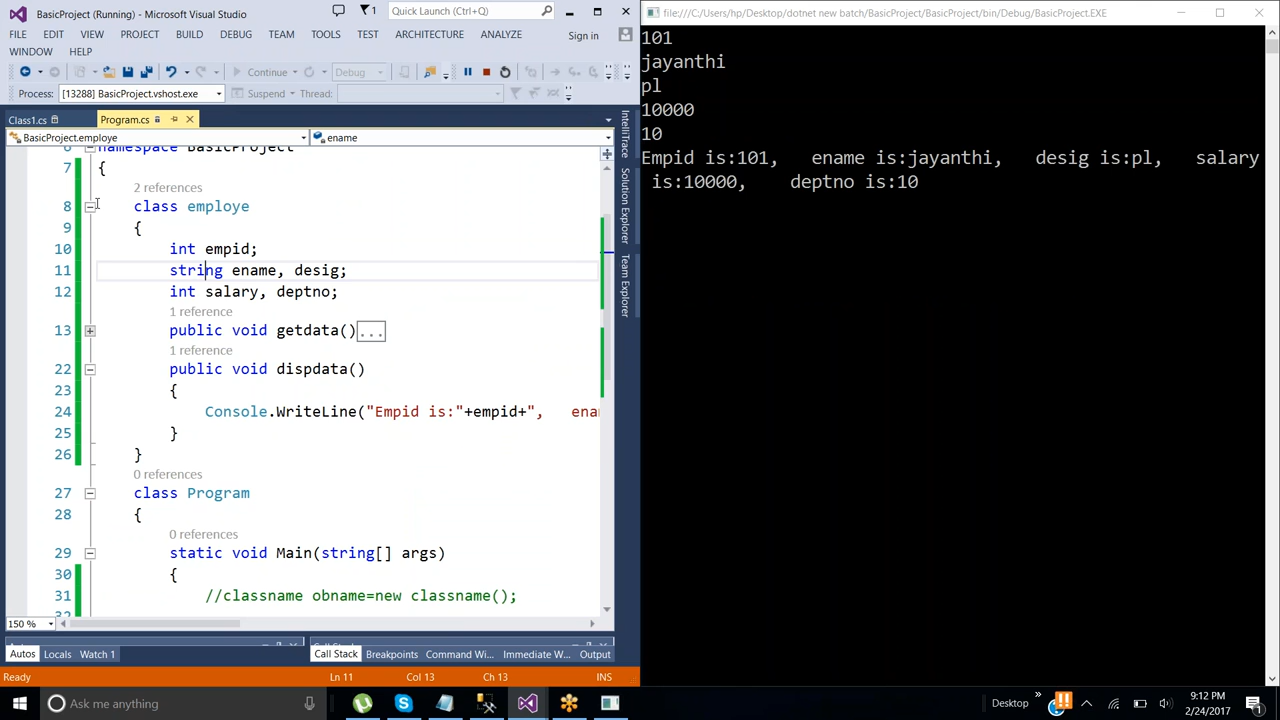 BasicProject (Running) - Microsoft Visual Studio
1
Quick Launch (Ctrl+Q)
FILE EDIT VIEW PROJECT BUILD DEBUG TEAM TOOLS TEST ARCHITECTURE ANALYZE Sign in
WINDOW HELP
Continue Debug
Process: [13288] BasicProject.vshost.exe Suspend Thread:
Class1.cs Program.cs
BasicProject.employe ename
6 namespace BasicProject
7 {
2 references
8 class employe
9 {
10 int empid;
11 string ename, desig;
12 int salary, deptno;
1 reference
13 public void getdata()...
1 reference
22 public void dispdata()
23 {
24 Console.WriteLine("Empid is:"+empid+", ena
25 }
26 }
0 references
27 class Program
28 {
0 references
29 static void Main(string[] args)
30 {
31 //classname obname=new classname();
32
150 %
IntelliTrace
Solution Explorer
Team Explorer
Autos Locals Watch 1 Call Stack Breakpoints Command Wi... Immediate W... Output
Ready Ln 11 Col 13 Ch 13 INS
file:///C:/Users/hp/Desktop/dotnet new batch/BasicProject/BasicProject/bin/Debug/BasicProject.EXE
101
jayanthi
pl
10000
10
Empid is:101, ename is:jayanthi, desig is:pl, salary
is:10000, deptno is:10
Ask me anything
Desktop
9:12 PM
2/24/2017
1